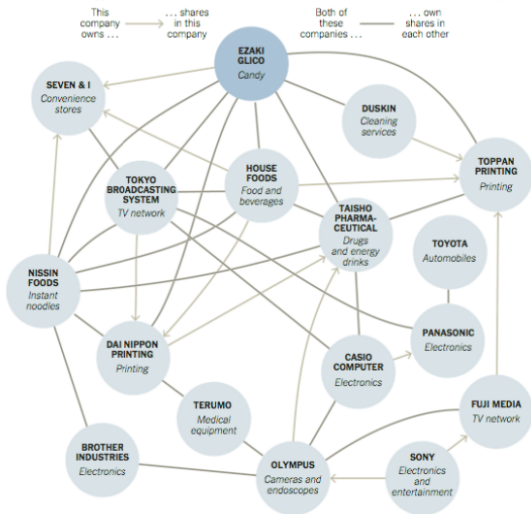 This
company
owns ...
... shares
in this
company
Both of
these
companies ...
... own
shares in
each other
EZAKI
GLICO
Candy
SEVEN & I
Convenience
stores
DUSKIN
Cleaning
services
TOPPAN
PRINTING
Printing
TOKYO
BROADCASTING
SYSTEM
TV network
HOUSE
FOODS
Food and
beverages
TAISHO
PHARMA-
CEUTICAL
Drugs
and energy
drinks
TOYOTA
Automobiles
NISSIN
FOODS
Instant
noodles
DAI NIPPON
PRINTING
Printing
CASIO
COMPUTER
Electronics
PANASONIC
Electronics
TERUMO
Medical
equipment
FUJI MEDIA
TV network
BROTHER
INDUSTRIES
Electronics
OLYMPUS
Cameras and
endoscopes
SONY
Electronics
and
entertainment